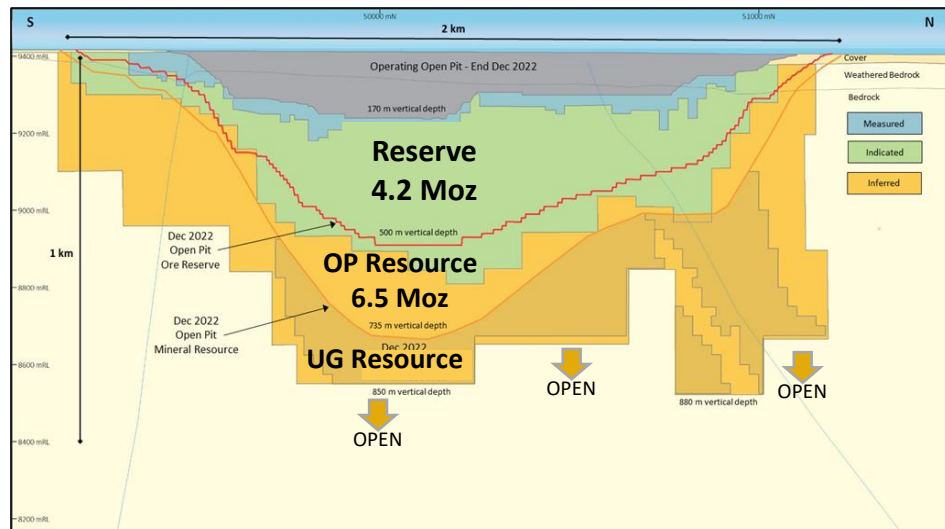 S
50000 mN
51000 mN
N
2 km
9400 mRL
Operating Open Pit - End Dec 2022
Cover
Weathered Bedrock
Bedrock
170 m vertical depth
Measured
Indicated
Inferred
9200 mRL
Reserve
4.2 Moz
9000 mRL
500 m vertical depth
Dec 2022
Open Pit
Ore Reserve
1 km
OP Resource
6.5 Moz
8800 mRL
Dec 2022
Open Pit
Mineral Resource
735 m vertical depth
Dec 2022
UG Resource
8600 mRL
850 m vertical depth
880 m vertical depth
OPEN
OPEN
OPEN
8400 mRL
8200 mRL